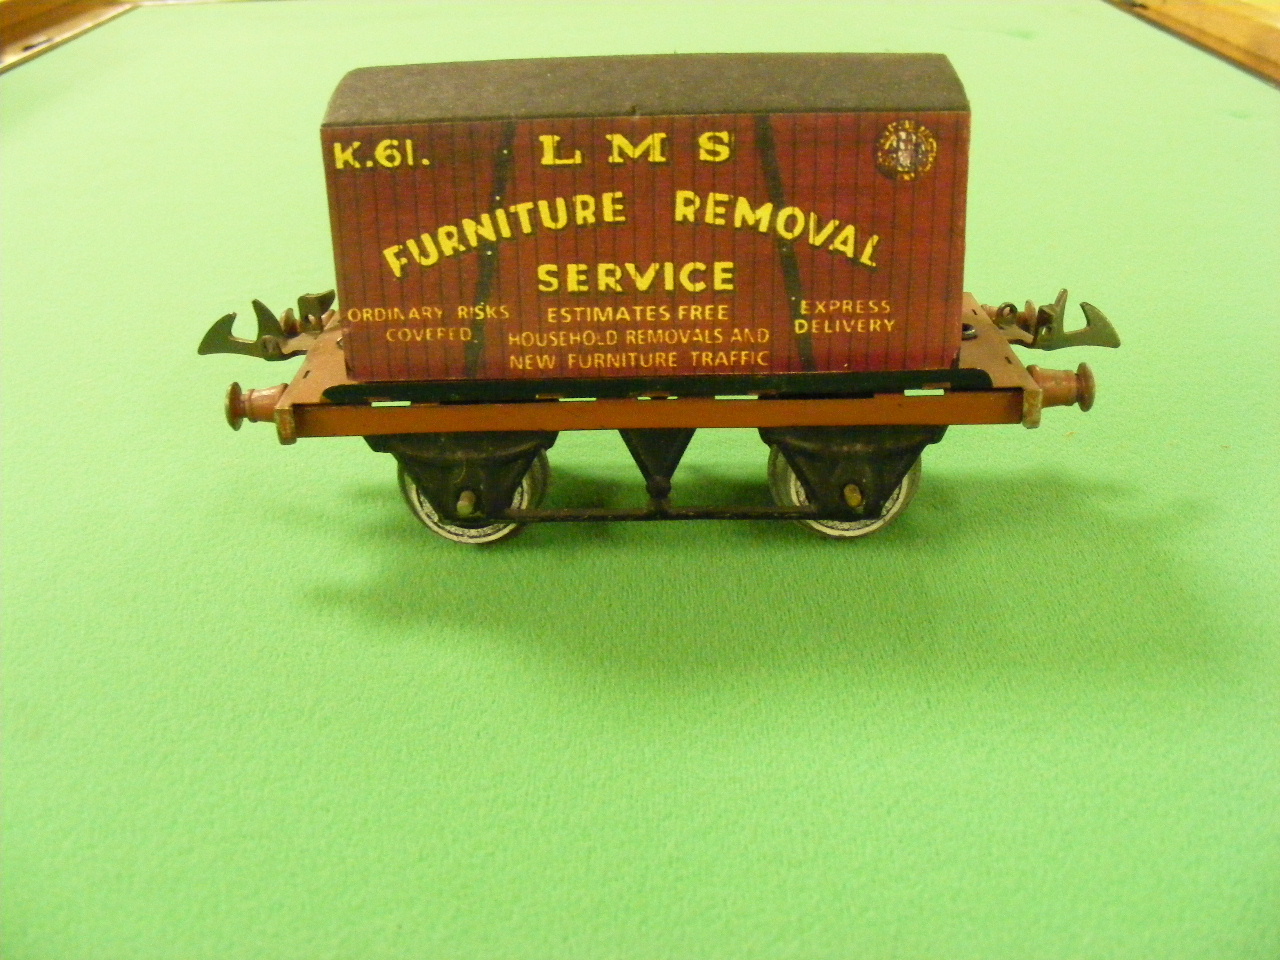 K.61. LMS
FURNITURE REMOVAL
SERVICE
ORDINARY RISKS
COVERED.
ESTIMATES FREE
HOUSEHOLD REMOVALS AND
NEW FURNITURE TRAFFIC
EXPRESS
DELIVERY